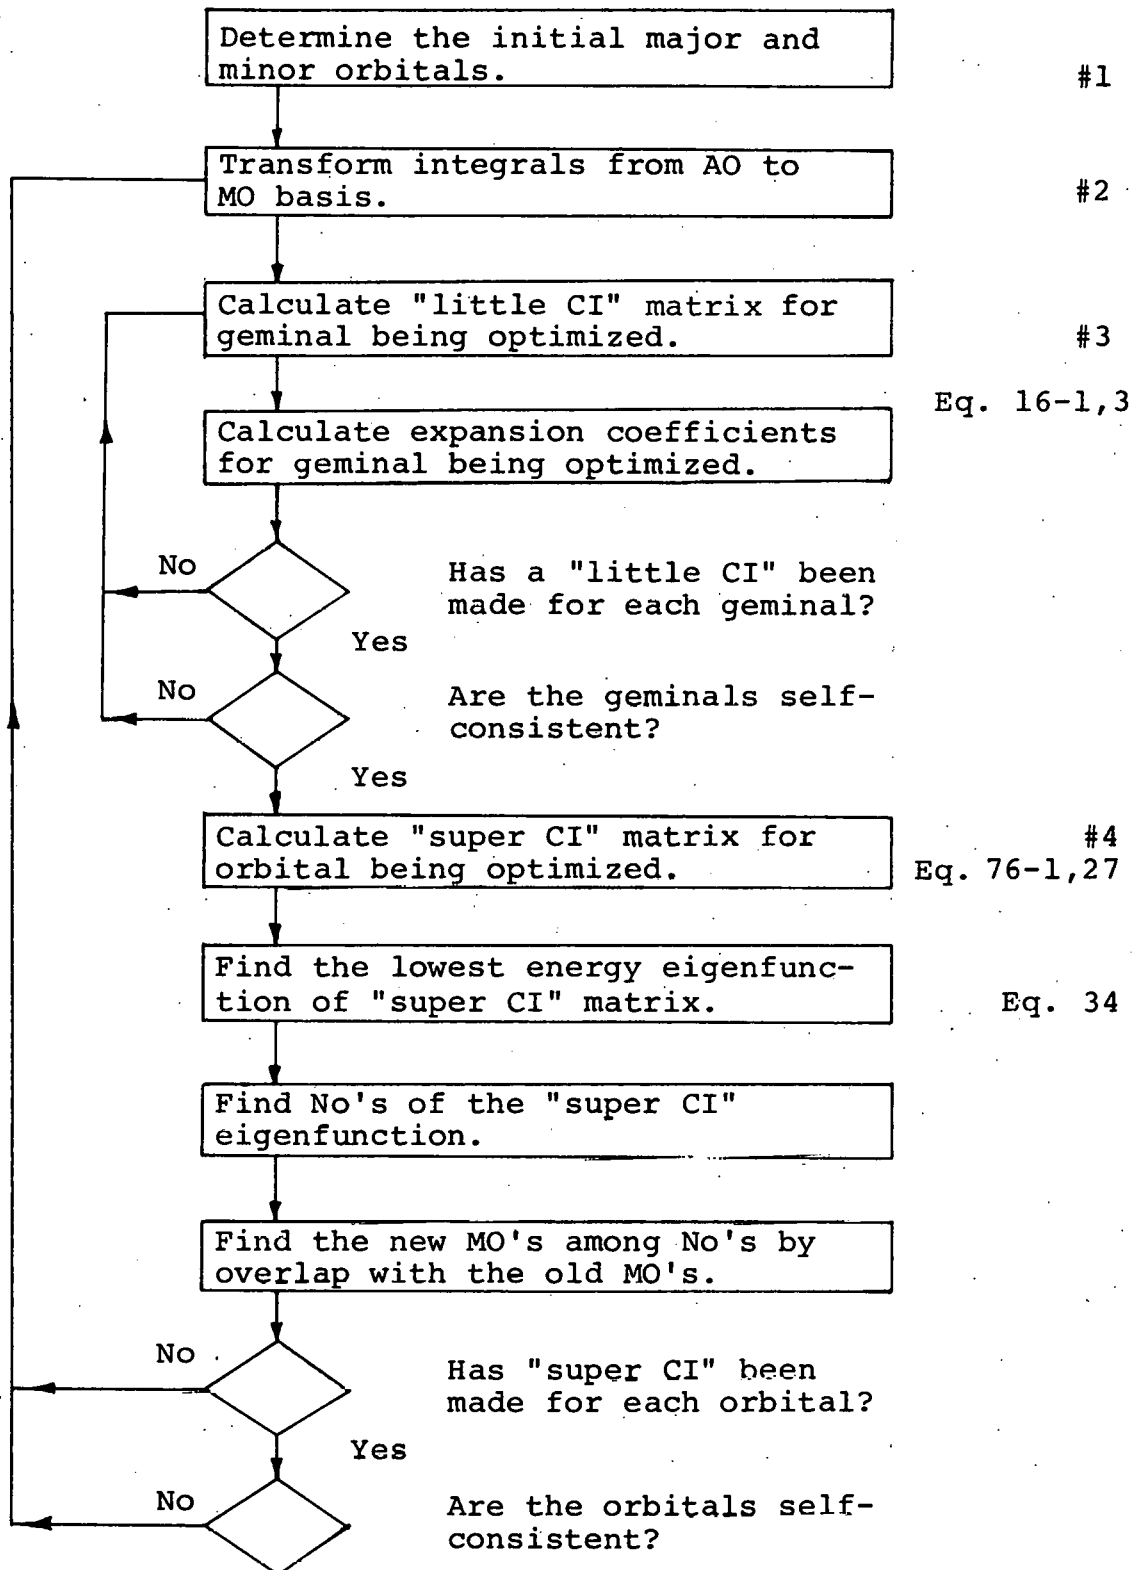 Determine the initial major and
minor orbitals.
#1
Transform integrals from AO to
MO basis.
#2
Calculate "little CI" matrix for
geminal being optimized.
#3
Eq. 16-1,3
Calculate expansion coefficients
for geminal being optimized.
No
Has a "little CI" been
made for each geminal?
Yes
No
Are the geminals self-
consistent?
Yes
Calculate "super CI" matrix for
orbital being optimized.
#4
Eq. 76-1,27
Find the lowest energy eigenfunc-
tion of "super CI" matrix.
Eq. 34
Find No's of the "super CI"
eigenfunction.
Find the new MO's among No's by
overlap with the old MO's.
No
Has "super CI" been
made for each orbital?
Yes
No
Are the orbitals self-
consistent?